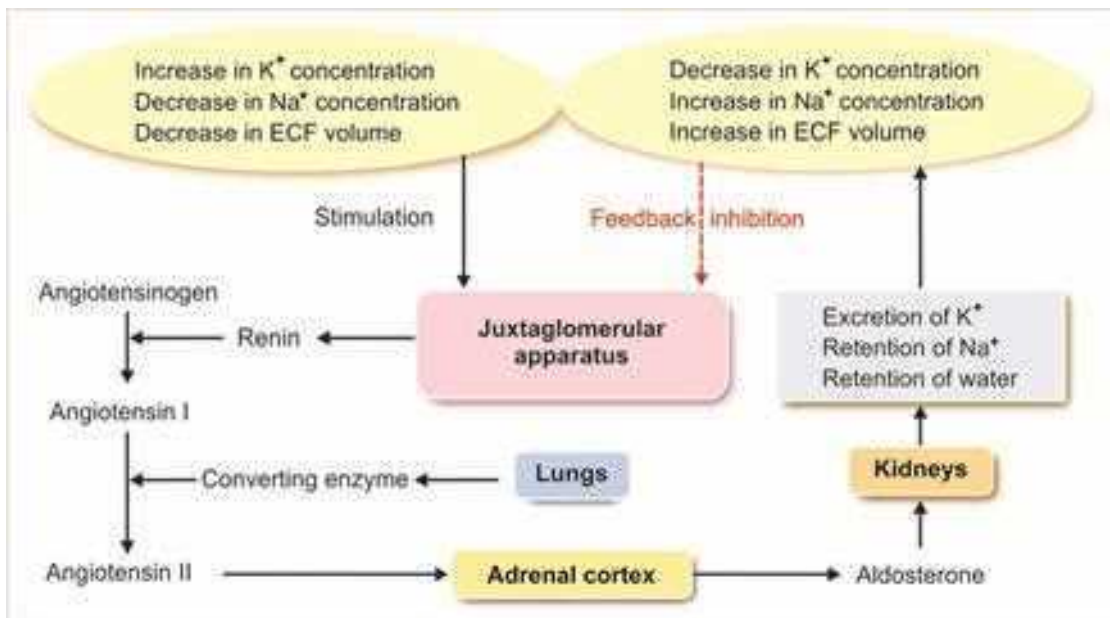 Increase in K⁺ concentration
Decrease in Na⁺ concentration
Decrease in ECF volume
Decrease in K⁺ concentration
Increase in Na⁺ concentration
Increase in ECF volume
Stimulation
Feedback inhibition
Angiotensinogen
Renin
Juxtaglomerular
apparatus
Excretion of K⁺
Retention of Na⁺
Retention of water
Angiotensin I
Converting enzyme
Lungs
Kidneys
Angiotensin II
Adrenal cortex
Aldosterone